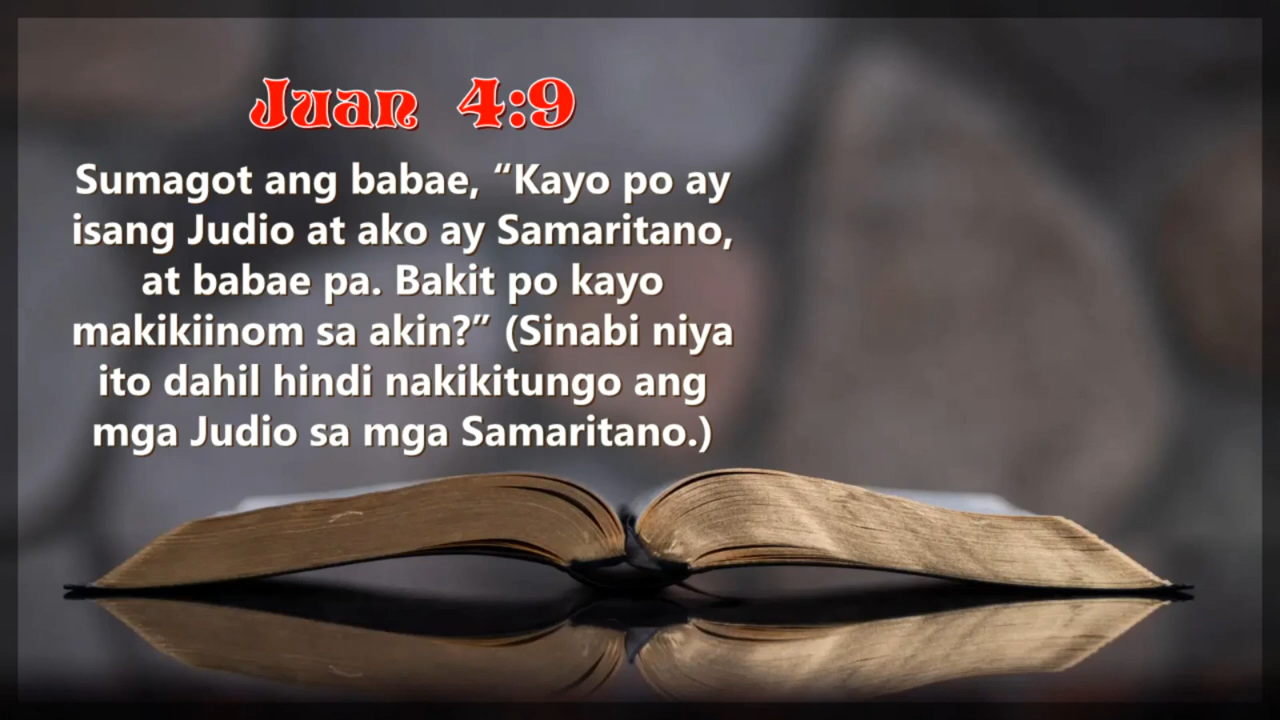 Juan 4:9
Sumagot ang babae, “Kayo po ay
isang Judio at ako ay Samaritano,
at babae pa. Bakit po kayo
makikiinom sa akin?” (Sinabi niya
ito dahil hindi nakikitungo ang
mga Judio sa mga Samaritano.)